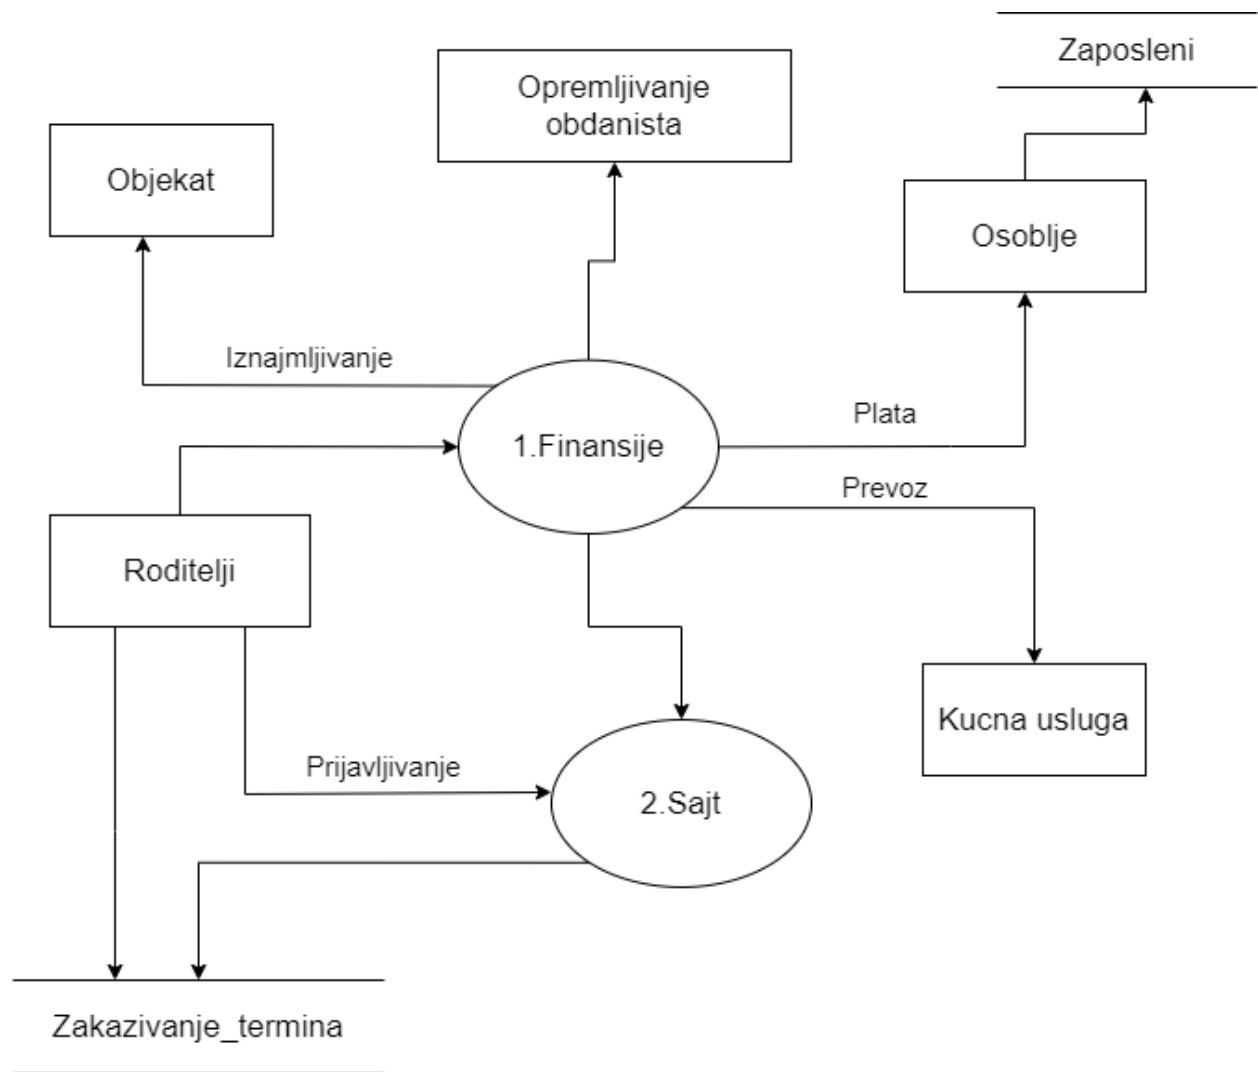 Zaposleni
Opremljivanje
obdanista
Objekat
Osoblje
Iznajmljivanje
Plata
1.Finansije
Prevoz
Roditelji
Kucna usluga
Prijavljivanje
2.Sajt
Zakazivanje_termina